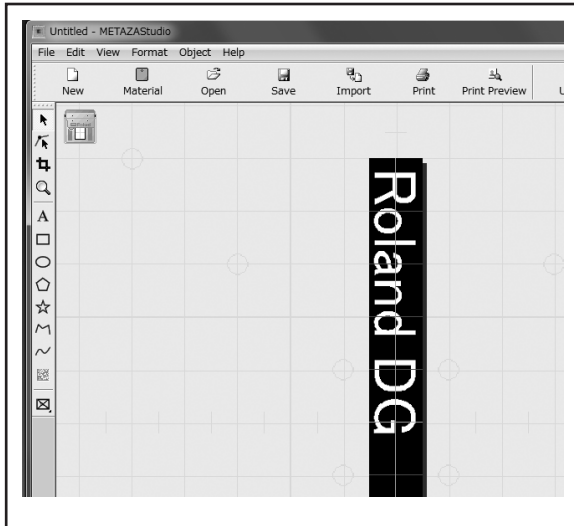 Untitled - METAZAStudio
File Edit View Format Object Help
New Material Open Save Import Print Print Preview
Roland DG